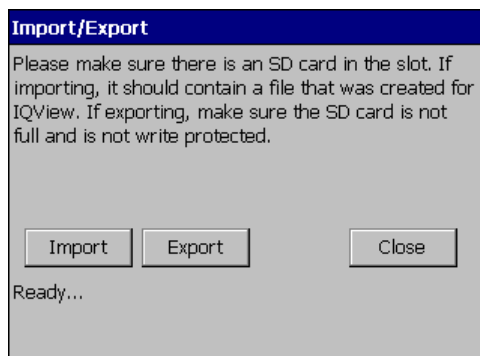 Import/Export
Please make sure there is an SD card in the slot. If
importing, it should contain a file that was created for
IQView. If exporting, make sure the SD card is not
full and is not write protected.
Import Export Close
Ready...